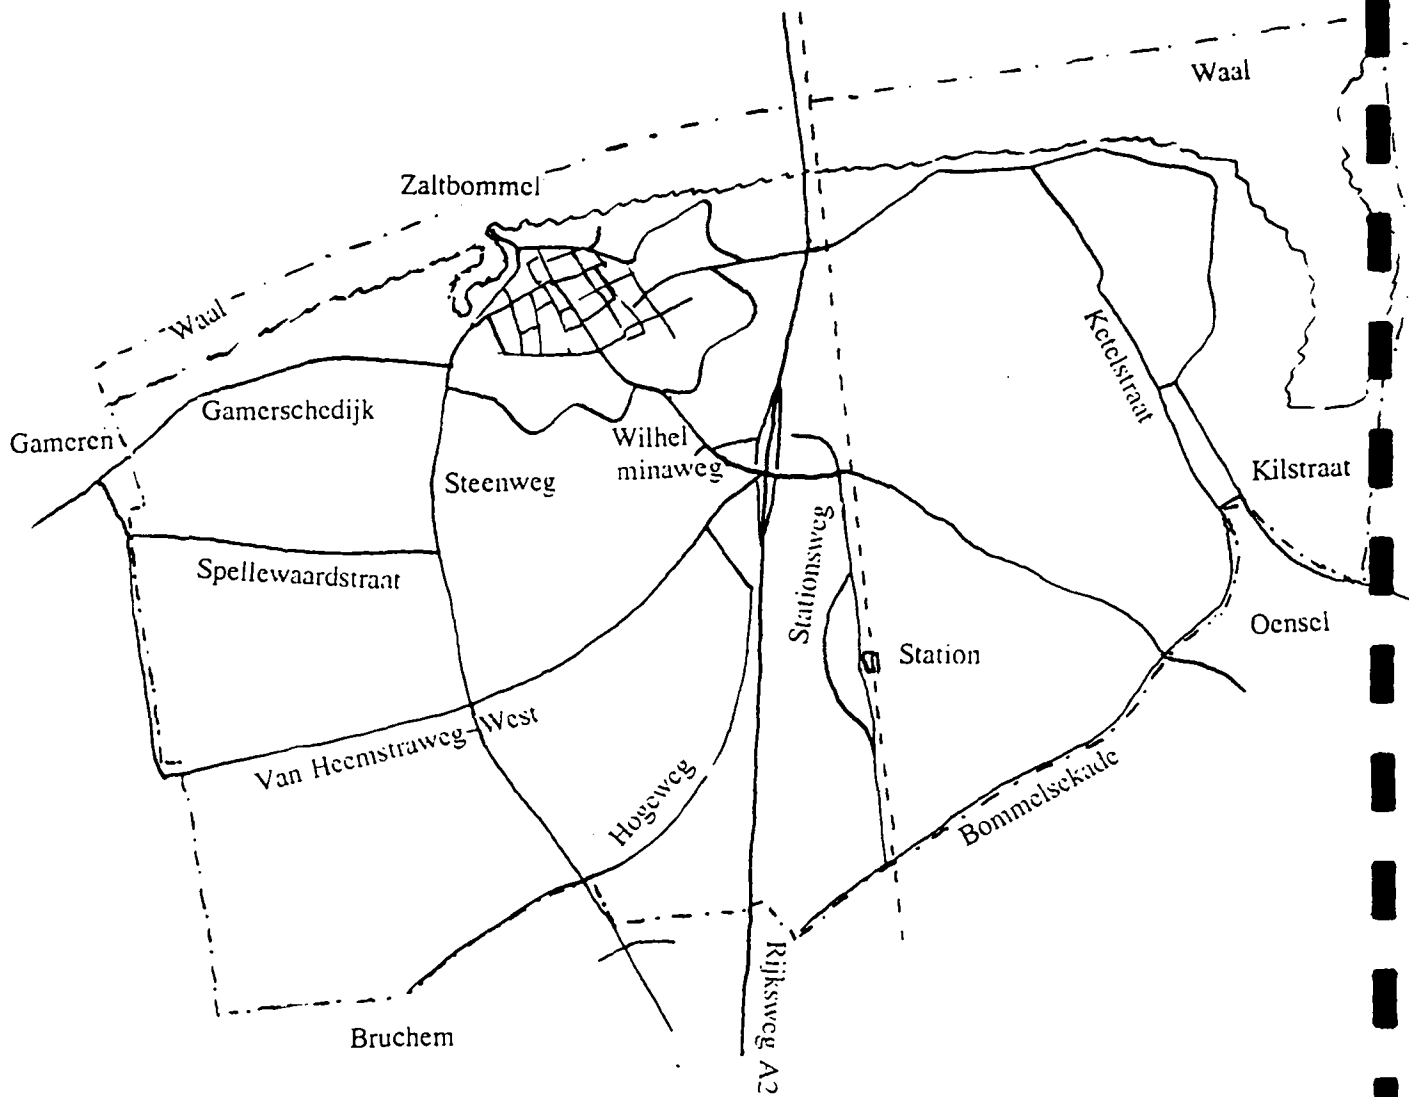 Waal
Zaltbommel
Waal
Ketelstraat
Gamerschedijk
Gameren
Wilhel
minaweg
Kilstraat
Steenweg
Spellewaardstraat
Stationsweg
Oensel
Station
Van Heemstraweg-West
Hogeweg
Bommelsekade
Rijksweg A2
Bruchem